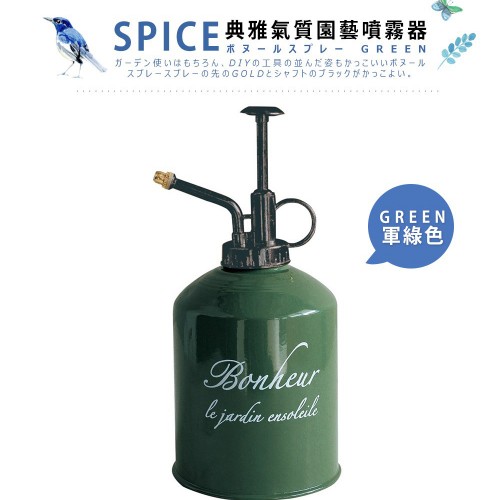 SPICE 典雅氣質園藝噴霧器
ボヌールスプレー GREEN
ガーデン使いはもちろん、DIYの工具の並んだ姿もかっこいいボヌール
スプレースプレーの先のGOLDとシャフトのブラックがかっこよい。
GREEN
軍綠色
Bonheur
le jardin ensoleile